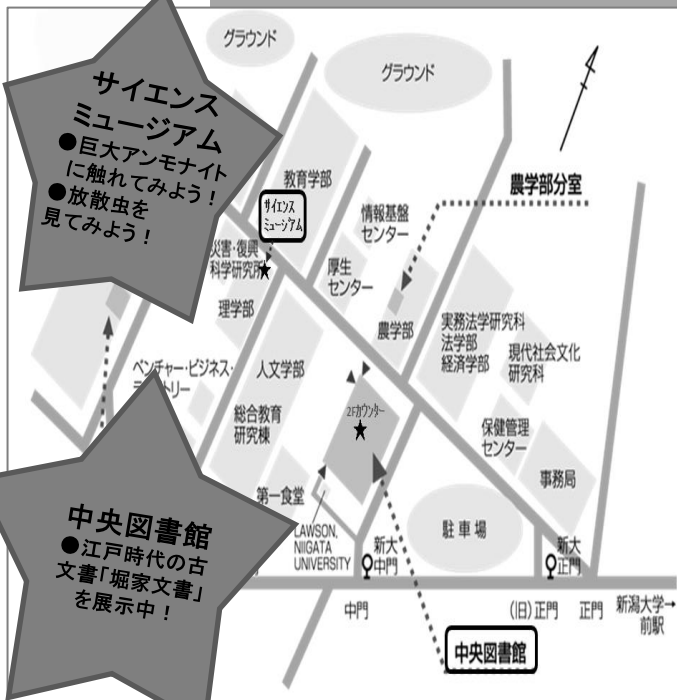 グラウンド
グラウンド
サイエンス
ミュージアム
●巨大アンモナイト
に触れてみよう！
●放散虫を
見てみよう！
教育学部
サイエンス
ミュージアム
農学部分室
情報基盤
センター
災害・復興
科学研究所
厚生
センター
理学部
農学部
実務法学研究科
法学部
経済学部
現代社会文化
研究科
ベンチャー・ビジネス・
人文学部
2Fカウンター
総合教育
研究棟
保健管理
センター
事務局
第一食堂
駐車場
LAWSON,
NIIGATA
UNIVERSITY
新大
中門
新大
正門
中央図書館
●江戸時代の古
文書「堀家文書」
を展示中！
中門
(旧)正門
正門
新潟大学→
前駅
中央図書館